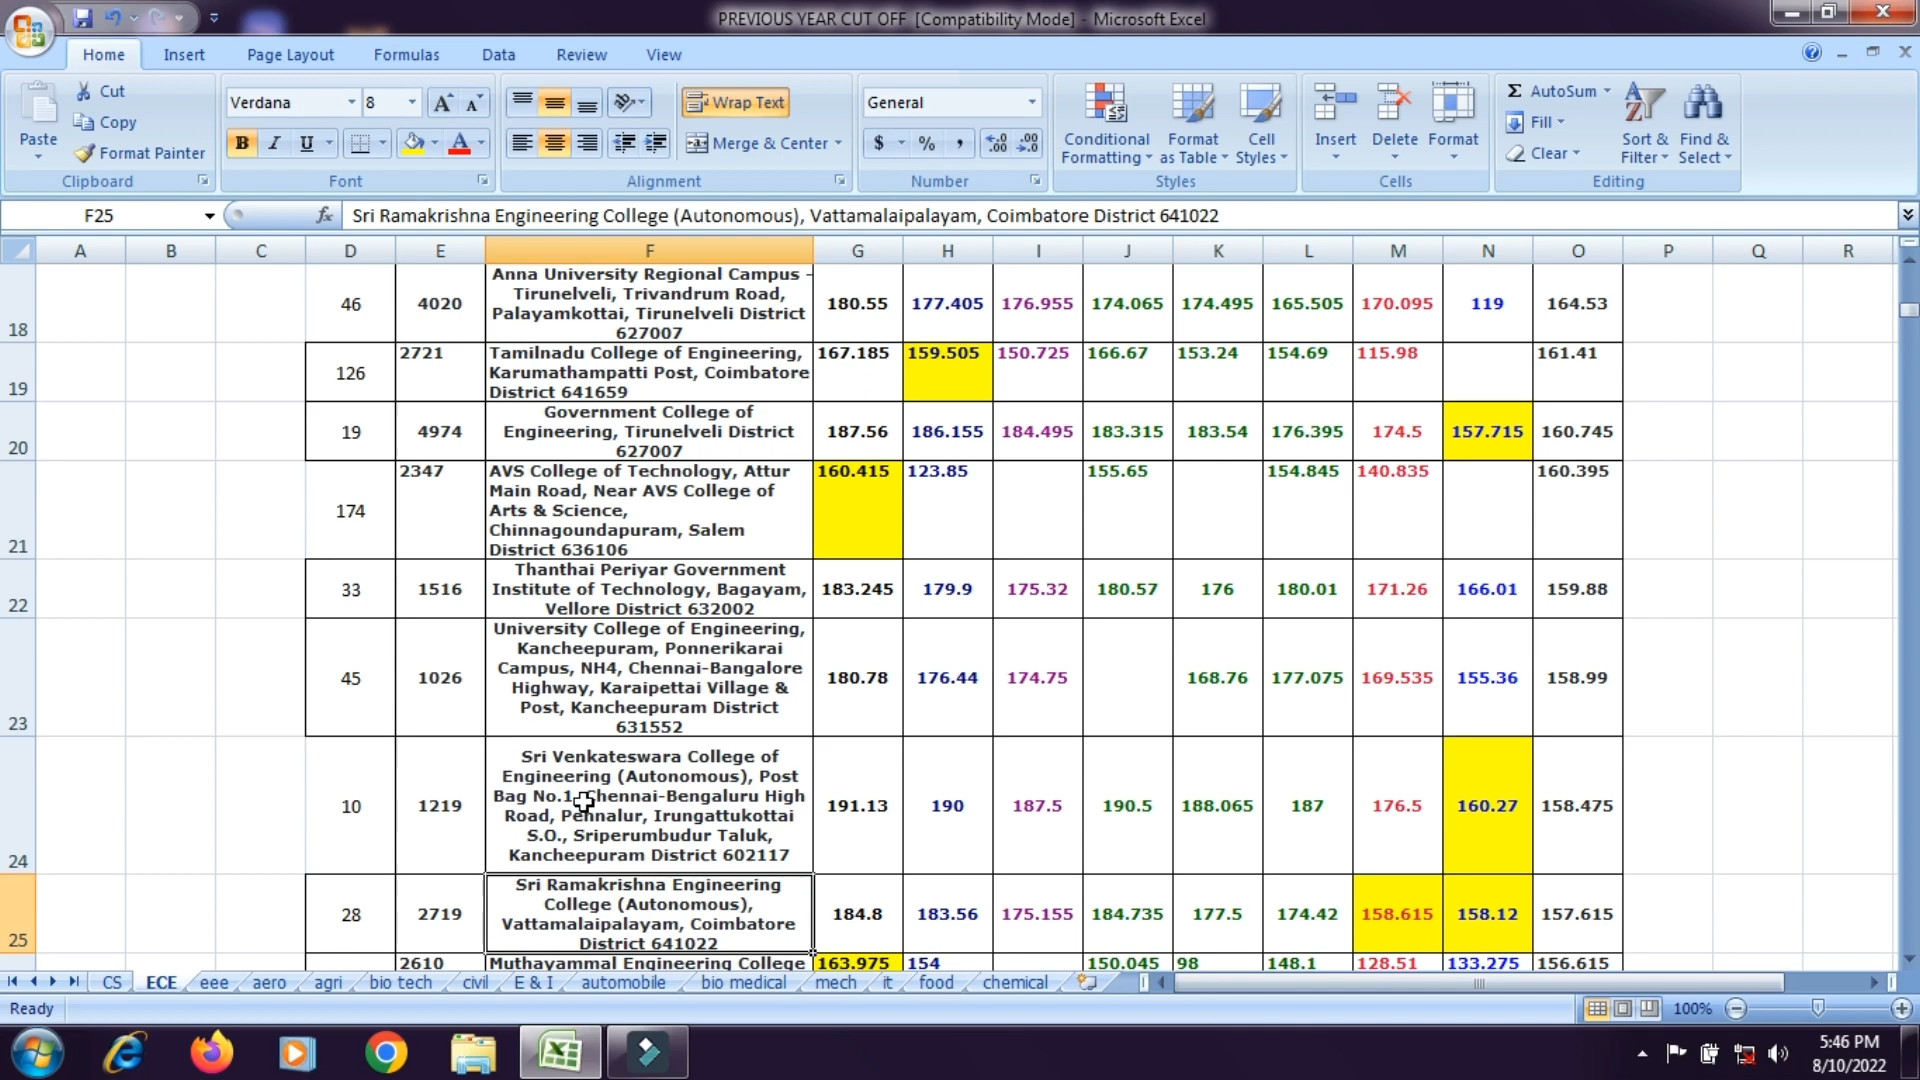 PREVIOUS YEAR CUT OFF [Compatibility Mode] - Microsoft Excel
Home Insert Page Layout Formulas Data Review View
Paste
Cut
Copy
Format Painter
Clipboard
Verdana 8
B I U
Font
Wrap Text
Merge & Center
Alignment
General
$ % ,
Number
Conditional
Formatting
Format
as Table
Cell
Styles
Styles
Insert Delete Format
Cells
Σ AutoSum
Fill
Clear
Sort &
Filter
Find &
Select
Editing
F25 fx Sri Ramakrishna Engineering College (Autonomous), Vattamalaipalayam, Coimbatore District 641022
A B C D E F G H I J K L M N O P Q R
18 46 4020
Anna University Regional Campus -
Tirunelveli, Trivandrum Road,
Palayamkottai, Tirunelveli District
627007
180.55 177.405 176.955 174.065 174.495 165.505 170.095 119 164.53
19 126 2721
Tamilnadu College of Engineering,
Karumathampatti Post, Coimbatore
District 641659
167.185 159.505 150.725 166.67 153.24 154.69 115.98 161.41
20 19 4974
Government College of
Engineering, Tirunelveli District
627007
187.56 186.155 184.495 183.315 183.54 176.395 174.5 157.715 160.745
21 174 2347
AVS College of Technology, Attur
Main Road, Near AVS College of
Arts & Science,
Chinnagoundapuram, Salem
District 636106
160.415 123.85 155.65 154.845 140.835 160.395
22 33 1516
Thanthai Periyar Government
Institute of Technology, Bagayam,
Vellore District 632002
183.245 179.9 175.32 180.57 176 180.01 171.26 166.01 159.88
23 45 1026
University College of Engineering,
Kancheepuram, Ponnerikarai
Campus, NH4, Chennai-Bangalore
Highway, Karaipettai Village &
Post, Kancheepuram District
631552
180.78 176.44 174.75 168.76 177.075 169.535 155.36 158.99
24 10 1219
Sri Venkateswara College of
Engineering (Autonomous), Post
Bag No.1, Chennai-Bengaluru High
Road, Pennalur, Irungattukottai
S.O., Sriperumbudur Taluk,
Kancheepuram District 602117
191.13 190 187.5 190.5 188.065 187 176.5 160.27 158.475
25 28 2719
Sri Ramakrishna Engineering
College (Autonomous),
Vattamalaipalayam, Coimbatore
District 641022
184.8 183.56 175.155 184.735 177.5 174.42 158.615 158.12 157.615
2610 Muthayammal Engineering College 163.975 154 150.045 98 148.1 128.51 133.275 156.615
CS ECE eee aero agri bio tech civil E & I automobile bio medical mech it food chemical
Ready 100%
5:46 PM
8/10/2022